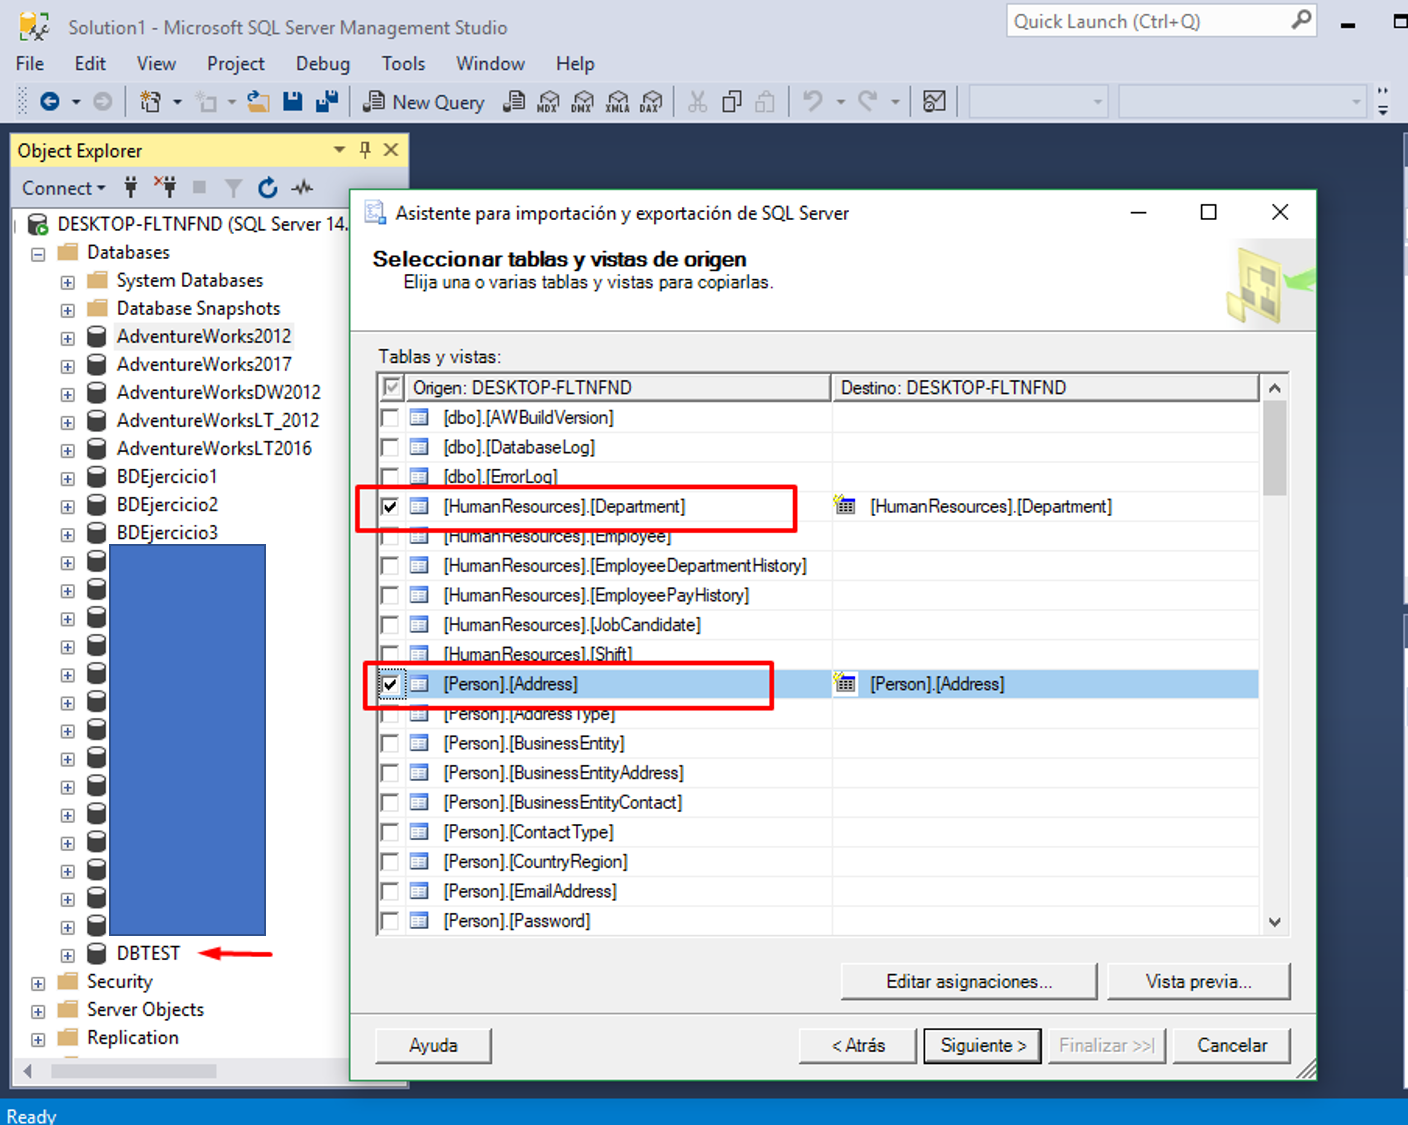 Solution1 - Microsoft SQL Server Management Studio
Quick Launch (Ctrl+Q)
File Edit View Project Debug Tools Window Help
New Query MDX DMX XMLA DAX
Object Explorer
Connect
DESKTOP-FLTNFND (SQL Server 14.
Databases
System Databases
Database Snapshots
AdventureWorks2012
AdventureWorks2017
AdventureWorksDW2012
AdventureWorksLT_2012
AdventureWorksLT2016
BDEjercicio1
BDEjercicio2
BDEjercicio3
DBTEST
Security
Server Objects
Replication
Asistente para importación y exportación de SQL Server
Seleccionar tablas y vistas de origen
Elija una o varias tablas y vistas para copiarlas.
Tablas y vistas:
Origen: DESKTOP-FLTNFND Destino: DESKTOP-FLTNFND
[dbo].[AWBuildVersion]
[dbo].[DatabaseLog]
[dbo].[ErrorLog]
[HumanResources].[Department] [HumanResources].[Department]
[HumanResources].[Employee]
[HumanResources].[EmployeeDepartmentHistory]
[HumanResources].[EmployeePayHistory]
[HumanResources].[JobCandidate]
[HumanResources].[Shift]
[Person].[Address] [Person].[Address]
[Person].[AddressType]
[Person].[BusinessEntity]
[Person].[BusinessEntityAddress]
[Person].[BusinessEntityContact]
[Person].[ContactType]
[Person].[CountryRegion]
[Person].[EmailAddress]
[Person].[Password]
Editar asignaciones... Vista previa...
Ayuda < Atrás Siguiente > Finalizar >>| Cancelar
Ready